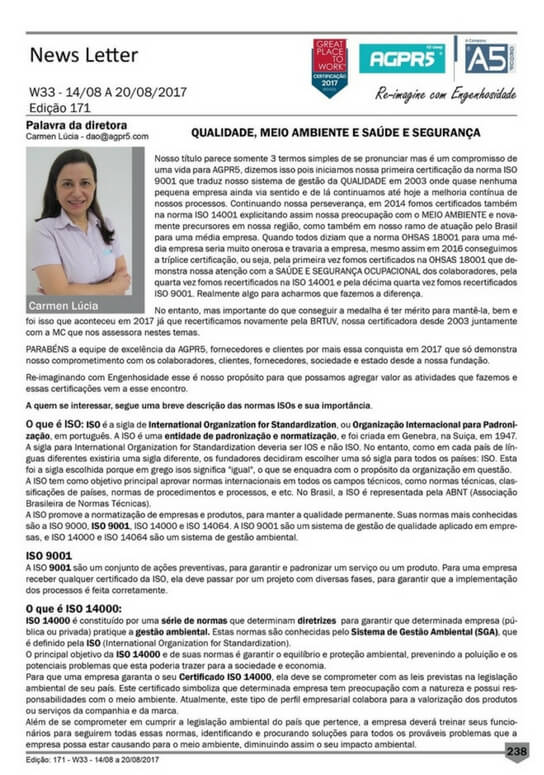 News Letter
GREAT
PLACE
TO
WORK
CERTIFICAÇÃO
2017
BRASIL
AGPR5
A Company
A5
W33 - 14/08 A 20/08/2017
Edição 171
Re-imagine com Engenhosidade
Palavra da diretora
Carmen Lúcia - dao@agpr5.com
QUALIDADE, MEIO AMBIENTE E SAÚDE E SEGURANÇA
Nosso título parece somente 3 termos simples de se pronunciar mas é um compromisso de
uma vida para AGPR5, dizemos isso pois iniciamos nossa primeira certificação da norma ISO
9001 que traduz nosso sistema de gestão da QUALIDADE em 2003 onde quase nenhuma
pequena empresa ainda via sentido e de lá continuamos até hoje a melhoria contínua de
nossos processos. Continuando nossa perseverança, em 2014 fomos certificados também
na norma ISO 14001 explicitando assim nossa preocupação com o MEIO AMBIENTE e nova-
mente precursores em nossa região, como também em nosso ramo de atuação pelo Brasil
para uma média empresa. Quando todos diziam que a norma OHSAS 18001 para uma mé-
dia empresa seria muito onerosa e travaria a empresa, mesmo assim em 2016 conseguimos
a tríplice certificação, ou seja, pela primeira vez fomos certificados na OHSAS 18001 que de-
monstra nossa atenção com a SAÚDE E SEGURANÇA OCUPACIONAL dos colaboradores, pela
quarta vez fomos recertificados na ISO 14001 e pela décima quarta vez fomos recertificados
ISO 9001. Realmente algo para acharmos que fazemos a diferença.
Carmen Lúcia
No entanto, mas importante do que conseguir a medalha é ter mérito para mantê-la, bem e
foi isso que aconteceu em 2017 já que recertificamos novamente pela BRTUV, nossa certificadora desde 2003 juntamente
com a MC que nos assessora nestes temas.
PARABÉNS a equipe de excelência da AGPR5, fornecedores e clientes por mais essa conquista em 2017 que só demonstra
nosso comprometimento com os colaboradores, clientes, fornecedores, sociedade e estado desde a nossa fundação.
Re-imaginando com Engenhosidade esse é nosso propósito para que possamos agregar valor as atividades que fazemos e
essas certificações vem a esse encontro.
A quem se interessar, segue uma breve descrição das normas ISOs e sua importância.
O que é ISO: ISO é a sigla de International Organization for Standardization, ou Organização Internacional para Padroni-
zação, em português. A ISO é uma entidade de padronização e normatização, e foi criada em Genebra, na Suiça, em 1947.
A sigla para International Organization for Standardization deveria ser IOS e não ISO. No entanto, como em cada país de lín-
guas diferentes existiria uma sigla diferente, os fundadores decidiram escolher uma só sigla para todos os países: ISO. Esta
foi a sigla escolhida porque em grego isos significa "igual", o que se enquadra com o propósito da organização em questão.
A ISO tem como objetivo principal aprovar normas internacionais em todos os campos técnicos, como normas técnicas, clas-
sificações de países, normas de procedimentos e processos, e etc. No Brasil, a ISO é representada pela ABNT (Associação
Brasileira de Normas Técnicas).
A ISO promove a normatização de empresas e produtos, para manter a qualidade permanente. Suas normas mais conhecidas
são a ISO 9000, ISO 9001, ISO 14000 e ISO 14064. A ISO 9001 são um sistema de gestão de qualidade aplicado em empre-
sas, e ISO 14000 e ISO 14064 são um sistema de gestão ambiental.
ISO 9001
A ISO 9001 são um conjunto de ações preventivas, para garantir e padronizar um serviço ou um produto. Para uma empresa
receber qualquer certificado da ISO, ela deve passar por um projeto com diversas fases, para garantir que a implementação
dos processos é feita corretamente.
O que é ISO 14000:
ISO 14000 é constituído por uma série de normas que determinam diretrizes para garantir que determinada empresa (pú-
blica ou privada) pratique a gestão ambiental. Estas normas são conhecidas pelo Sistema de Gestão Ambiental (SGA), que
é definido pela ISO (International Organization for Standardization).
O principal objetivo da ISO 14000 e de suas normas é garantir o equilíbrio e proteção ambiental, prevenindo a poluição e os
potenciais problemas que esta poderia trazer para a sociedade e economia.
Para que uma empresa garanta o seu Certificado ISO 14000, ela deve se comprometer com as leis previstas na legislação
ambiental de seu país. Este certificado simboliza que determinada empresa tem preocupação com a natureza e possui res-
ponsabilidades com o meio ambiente. Atualmente, este tipo de perfil empresarial colabora para a valorização dos produtos
ou serviços da companhia e da marca.
Além de se comprometer em cumprir a legislação ambiental do país que pertence, a empresa deverá treinar seus funcio-
nários para seguirem todas essas normas, identificando e procurando soluções para todos os prováveis problemas que a
empresa possa estar causando para o meio ambiente, diminuindo assim o seu impacto ambiental.
238
Edição: 171 - W33 - 14/08 a 20/08/2017